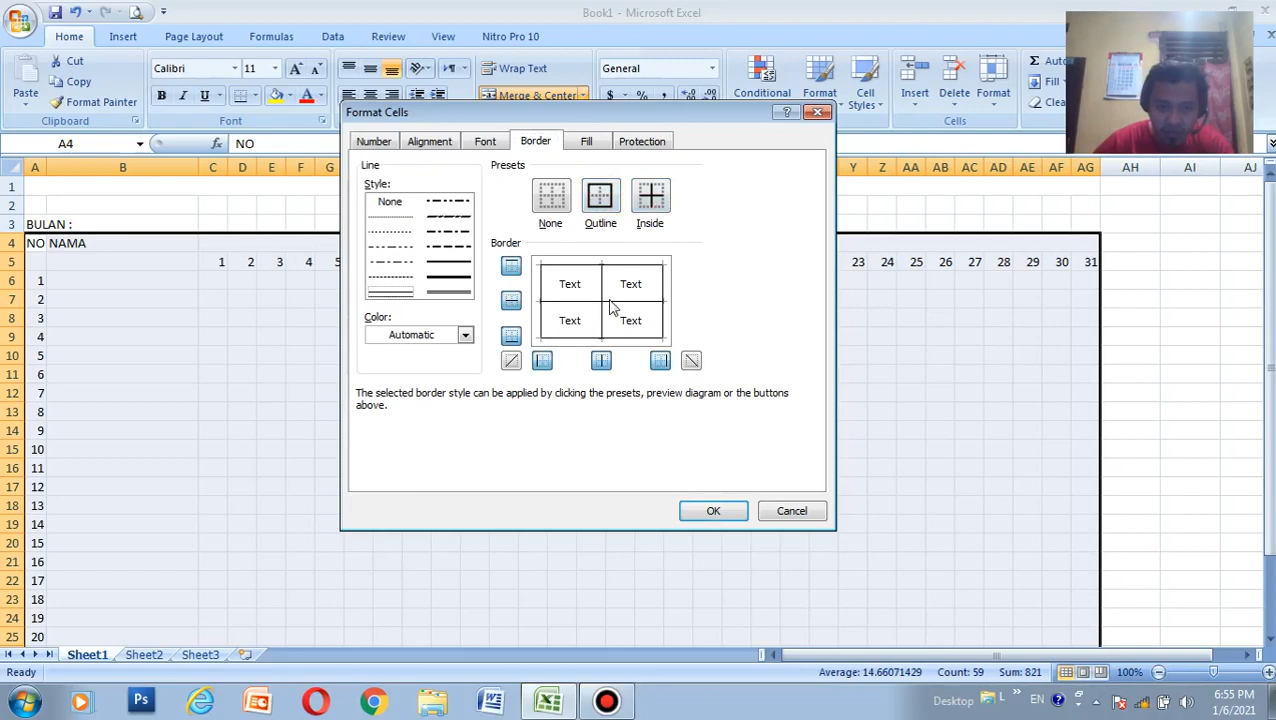 Book1 - Microsoft Excel
Home Insert Page Layout Formulas Data Review View Nitro Pro 10
Paste Cut Copy Format Painter Clipboard
Calibri 11 B I U A Font
Wrap Text Merge & Center
General % Conditional Format Cell Styles
Insert Delete Format Cells
Σ Auto
Fill
Clea
A4 fx NO
A B C D E F G Y Z AA AB AC AD AE AF AG AH AI AJ
1
2
3 BULAN :
4 NO NAMA
5 1 2 3 4 5 23 24 25 26 27 28 29 30 31
6 1
7 2
8 3
9 4
10 5
11 6
12 7
13 8
14 9
15 10
16 11
17 12
18 13
19 14
20 15
21 16
22 17
23 18
24 19
25 20
Format Cells
Number Alignment Font Border Fill Protection
Line
Style:
None
Color:
Automatic
Presets
None Outline Inside
Border
Text Text
Text Text
The selected border style can be applied by clicking the presets, preview diagram or the buttons
above.
OK Cancel
Sheet1 Sheet2 Sheet3
Ready Average: 14.66071429 Count: 59 Sum: 821 100%
Ps Desktop L » EN 6:55 PM
1/6/2021